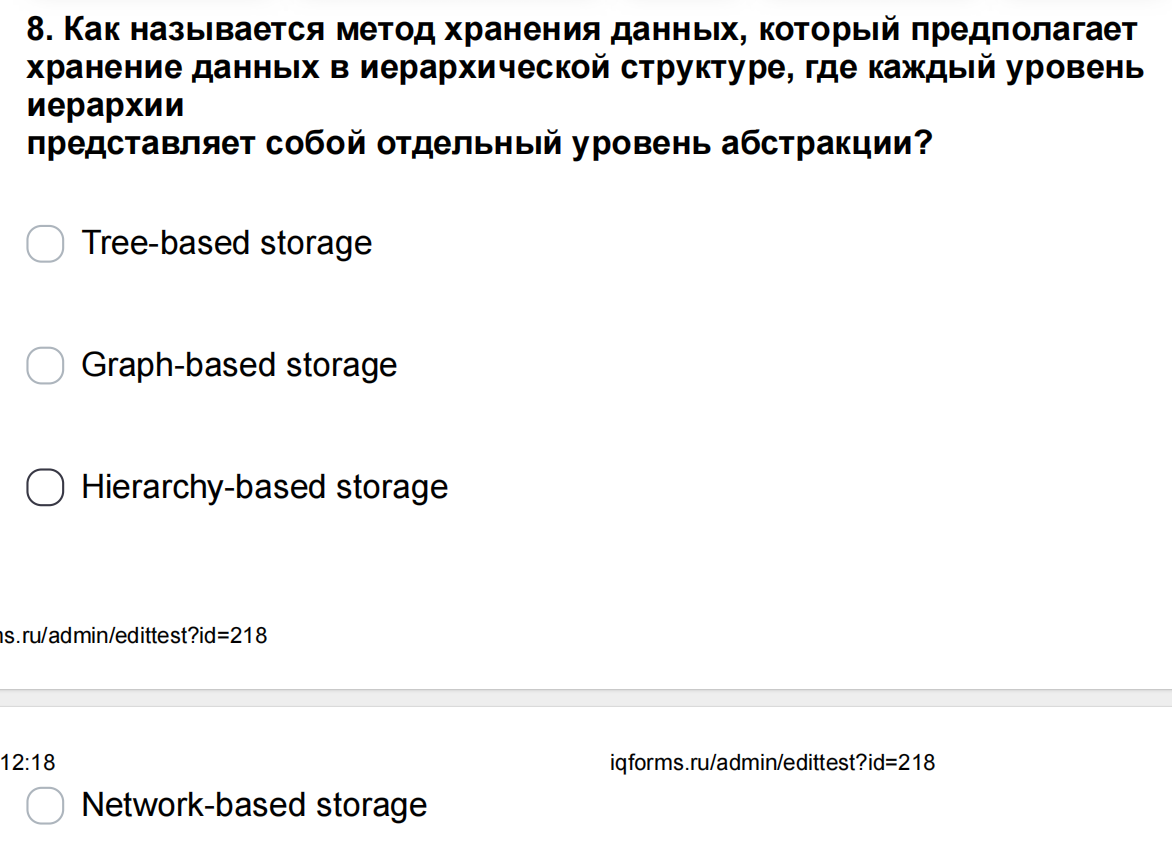 8. Как называется метод хранения данных, который предполагает
хранение данных в иерархической структуре, где каждый уровень
иерархии
представляет собой отдельный уровень абстракции?
Tree-based storage
Graph-based storage
Hierarchy-based storage
s.ru/admin/edittest?id=218
12:18 iqforms.ru/admin/edittest?id=218
Network-based storage